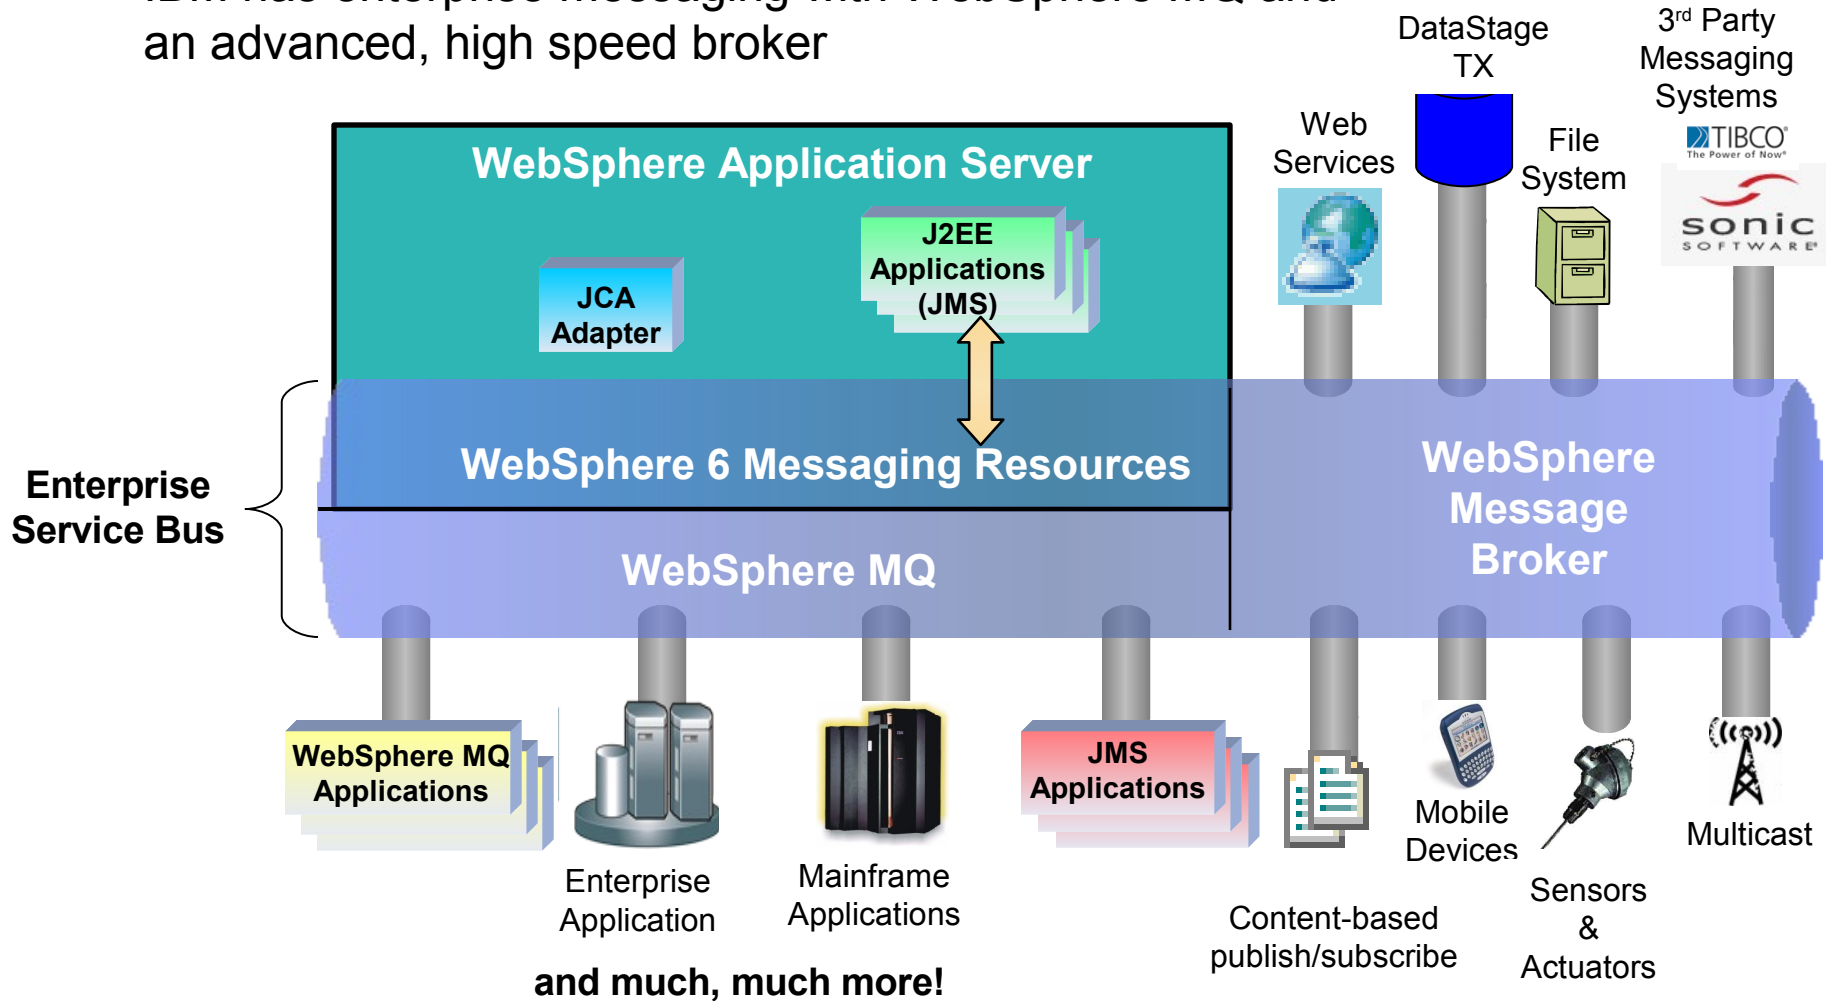 an advanced, high speed broker
DataStage
TX
3rd Party
Messaging
Systems
TIBCO®
The Power of Now®
sonic
SOFTWARE®
Web
Services
File
System
WebSphere Application Server
J2EE
Applications
(JMS)
JCA
Adapter
Enterprise
Service Bus
WebSphere 6 Messaging Resources
WebSphere MQ
WebSphere
Message
Broker
WebSphere MQ
Applications
Enterprise
Application
Mainframe
Applications
JMS
Applications
Content-based
publish/subscribe
Mobile
Devices
Sensors
&
Actuators
Multicast
and much, much more!